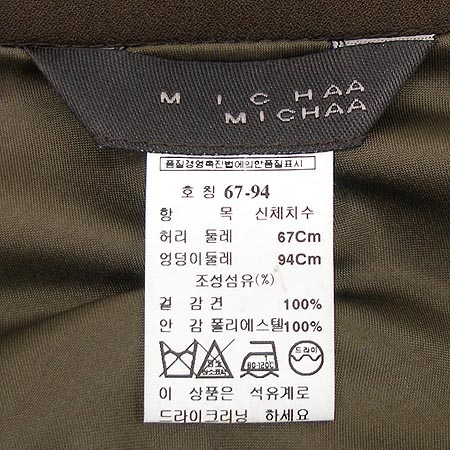 M I C HAA
MICHAA
품질경영촉진법에의한품질표시
호 칭 67-94
항 목 신체치수
허리 둘레 67Cm
엉덩이둘레 94Cm
조성섬유(%)
겉 감 견 100%
안 감 폴리에스텔 100%
80-120℃ 드라이
이 상품은 석유계로
드라이크리닝 하세요